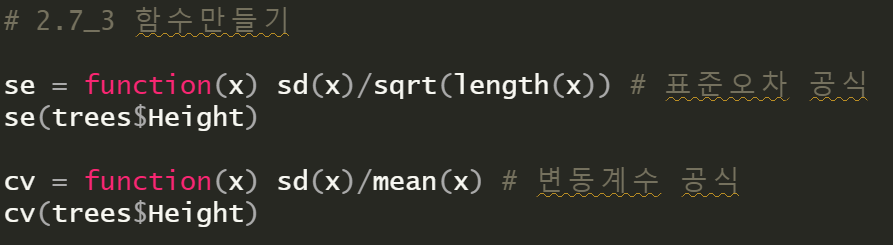 # 2.7_3 함수만들기
se = function(x) sd(x)/sqrt(length(x)) # 표준오차 공식
se(trees$Height)
cv = function(x) sd(x)/mean(x) # 변동계수 공식
cv(trees$Height)